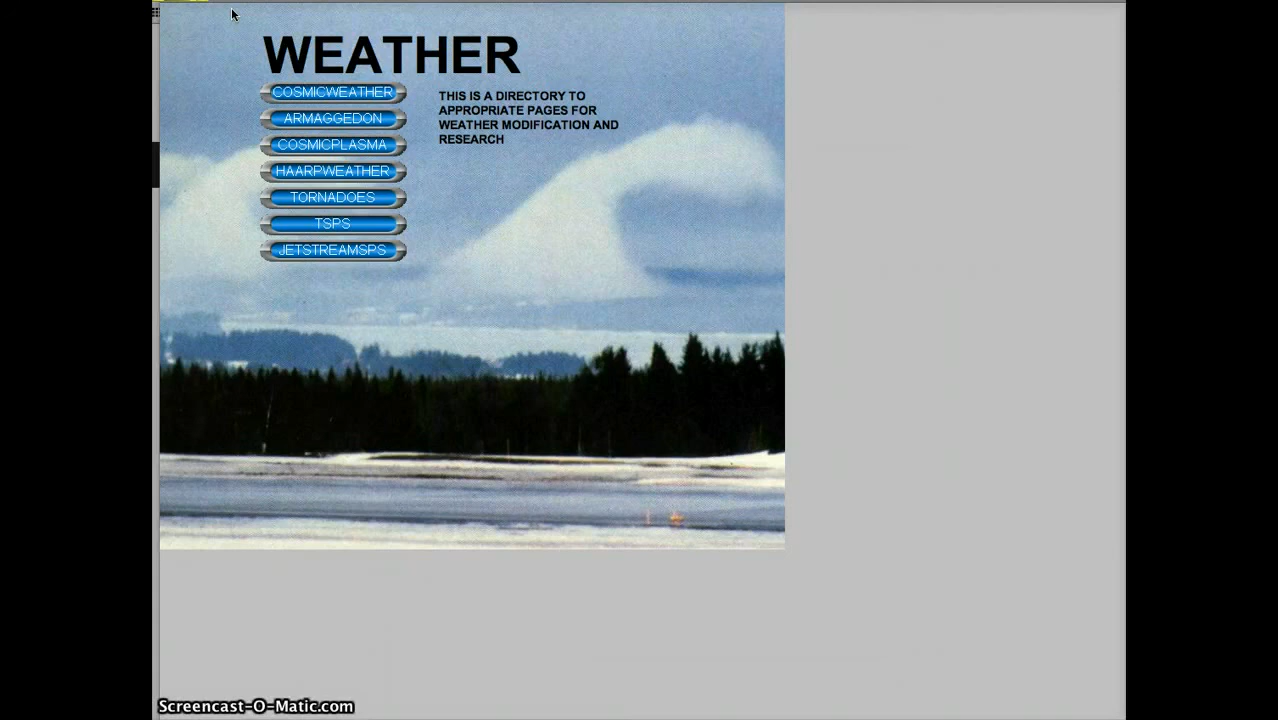 WEATHER
COSMICWEATHER
ARMAGGEDON
COSMICPLASMA
HAARPWEATHER
TORNADOES
TSPS
JETSTREAMSPS
THIS IS A DIRECTORY TO
APPROPRIATE PAGES FOR
WEATHER MODIFICATION AND
RESEARCH
Screencast-O-Matic.com